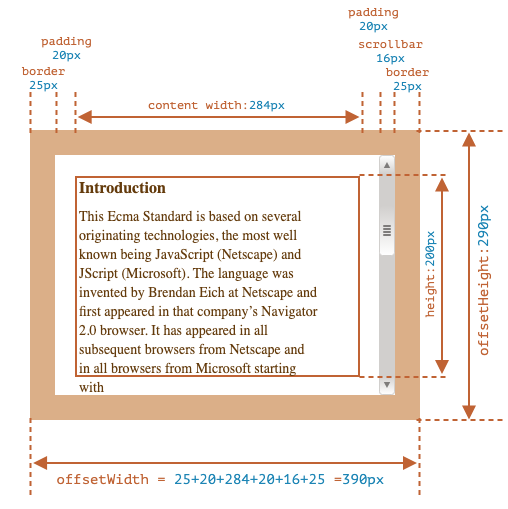 padding
20px
padding
20px
scrollbar
16px
border
25px
border
25px
content width:284px
Introduction
This Ecma Standard is based on several
originating technologies, the most well
known being JavaScript (Netscape) and
JScript (Microsoft). The language was
invented by Brendan Eich at Netscape and
first appeared in that company’s Navigator
2.0 browser. It has appeared in all
subsequent browsers from Netscape and
in all browsers from Microsoft starting
with
height:200px
offsetHeight:290px
offsetWidth = 25+20+284+20+16+25 =390px